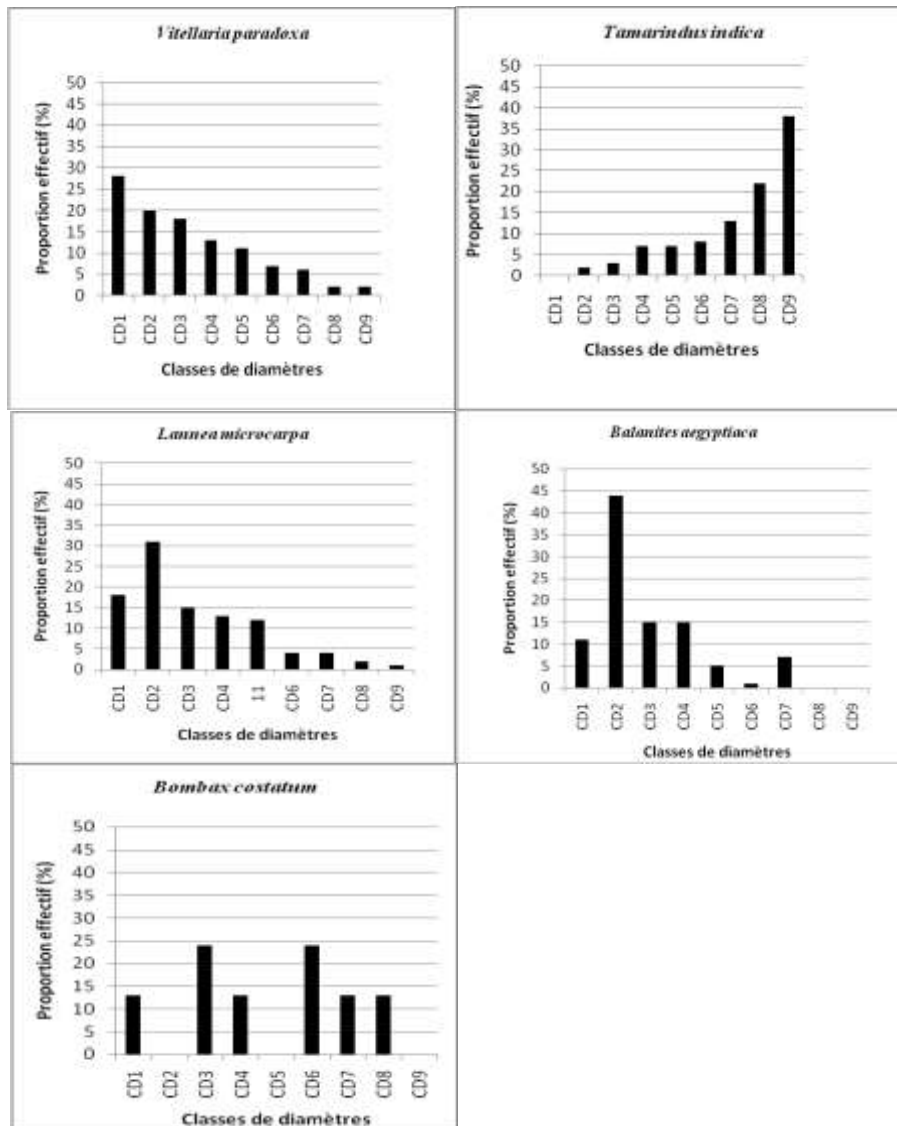 Vitellaria paradoxa
Proportion effectif (%)
50
45
40
35
30
25
20
15
10
5
0
CD1 CD2 CD3 CD4 CD5 CD6 CD7 CD8 CD9
Classes de diamètres
Tamarindus indica
Proportion effectif (%)
50
45
40
35
30
25
20
15
10
5
0
CD1 CD2 CD3 CD4 CD5 CD6 CD7 CD8 CD9
Classes de diamètres
Lannea microcarpa
Proportion effectif (%)
50
45
40
35
30
25
20
15
10
5
0
CD1 CD2 CD3 CD4 11 CD6 CD7 CD8 CD9
Classes de diamètres
Balanites aegyptiaca
Proportion effectif (%)
50
45
40
35
30
25
20
15
10
5
0
CD1 CD2 CD3 CD4 CD5 CD6 CD7 CD8 CD9
Classes de diamètres
Bombax costatum
Proportion effectif (%)
50
45
40
35
30
25
20
15
10
5
0
CD1 CD2 CD3 CD4 CD5 CD6 CD7 CD8 CD9
Classes de diamètres